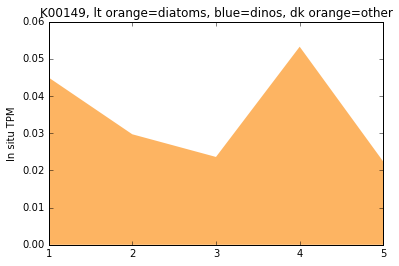 K00149, lt orange=diatoms, blue=dinos, dk orange=other
In situ TPM
0.06
0.05
0.04
0.03
0.02
0.01
0.00
1 2 3 4 5